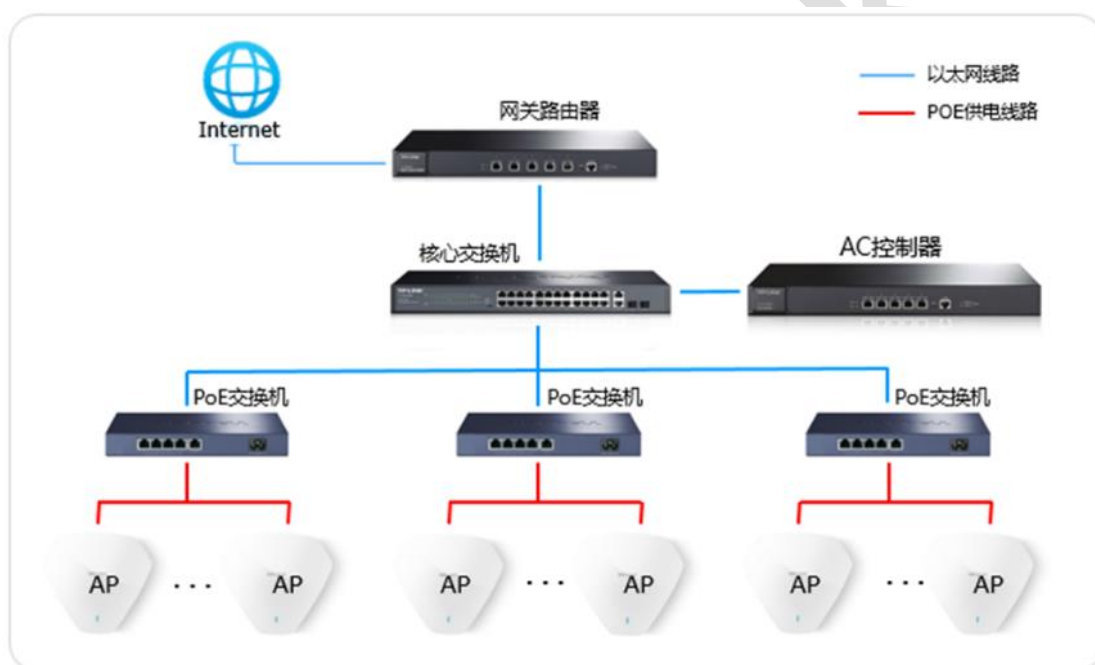 以太网线路
POE供电线路
Internet
网关路由器
核心交换机
AC控制器
PoE交换机
PoE交换机
PoE交换机
AP
...
AP
AP
...
AP
AP
...
AP